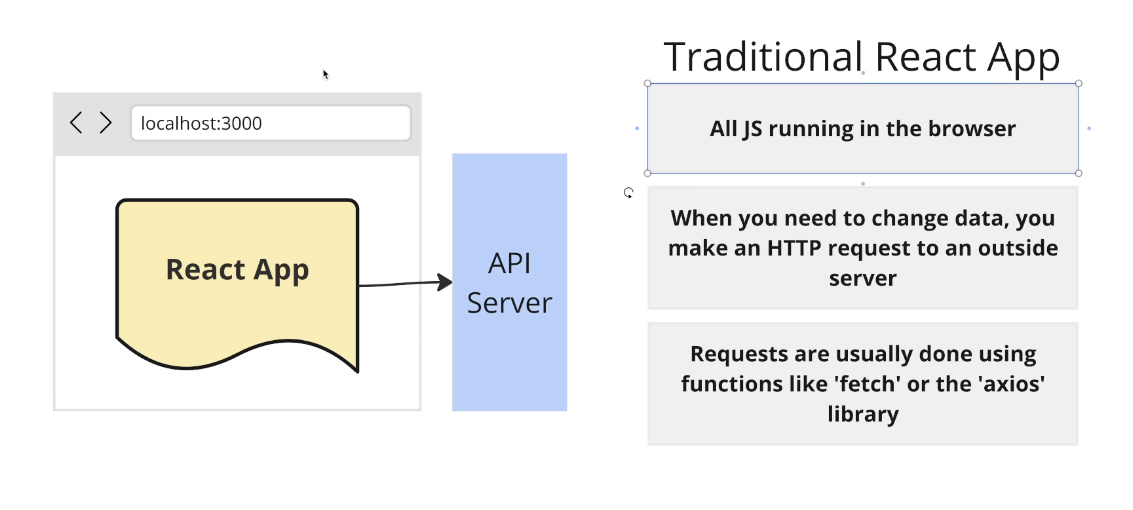 Traditional React App
localhost:3000
React App
API
Server
All JS running in the browser
When you need to change data, you
make an HTTP request to an outside
server
Requests are usually done using
functions like 'fetch' or the 'axios'
library